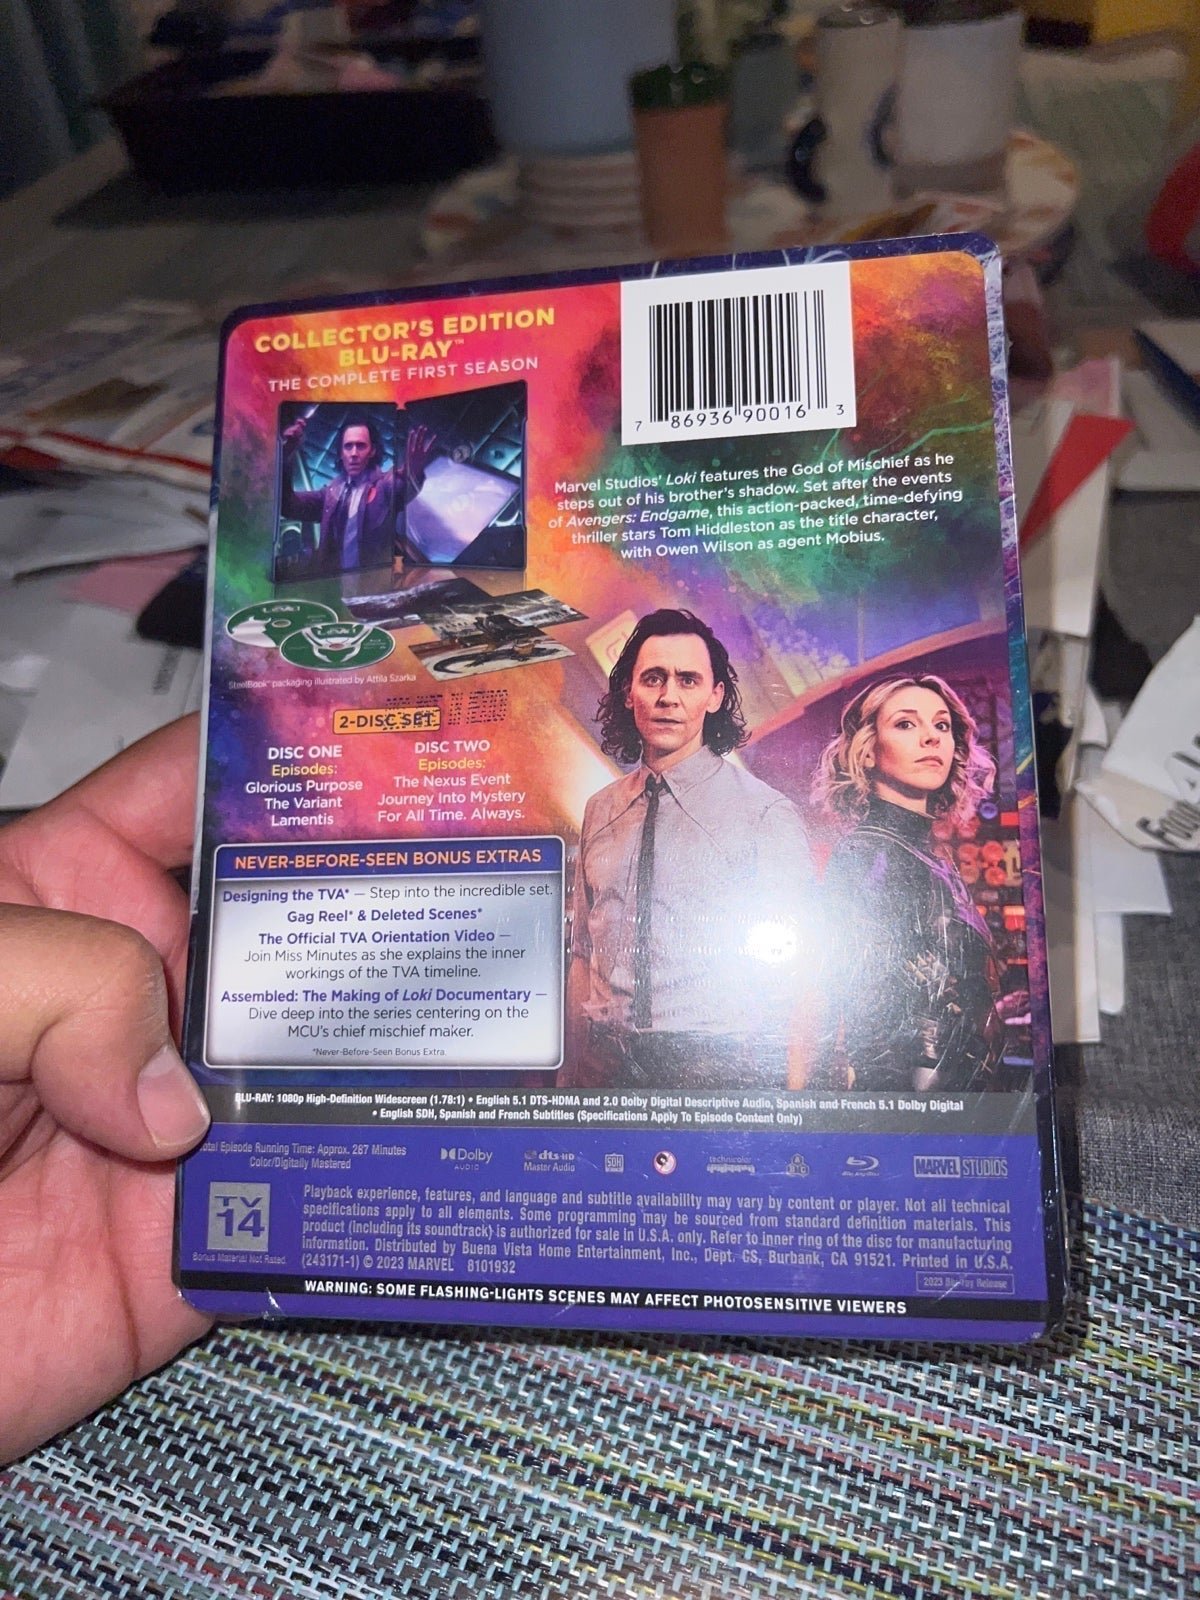 COLLECTOR'S EDITION
BLU-RAY™
THE COMPLETE FIRST SEASON
7 86936 90016 3
Marvel Studios' Loki features the God of Mischief as he
steps out of his brother's shadow. Set after the events
of Avengers: Endgame, this action-packed, time-defying
thriller stars Tom Hiddleston as the title character,
with Owen Wilson as agent Mobius.
SteelBook™ packaging illustrated by Attila Szarka
2-DISC SET
DISC ONE
Episodes:
Glorious Purpose
The Variant
Lamentis
DISC TWO
Episodes:
The Nexus Event
Journey Into Mystery
For All Time. Always.
NEVER-BEFORE-SEEN BONUS EXTRAS
Designing the TVA* — Step into the incredible set.
Gag Reel* & Deleted Scenes*
The Official TVA Orientation Video —
Join Miss Minutes as she explains the inner
workings of the TVA timeline.
Assembled: The Making of Loki Documentary —
Dive deep into the series centering on the
MCU's chief mischief maker.
*Never-Before-Seen Bonus Extra.
BLU-RAY: 1080p High-Definition Widescreen (1.78:1) • English 5.1 DTS-HDMA and 2.0 Dolby Digital Descriptive Audio, Spanish and French 5.1 Dolby Digital
• English SDH, Spanish and French Subtitles (Specifications Apply To Episode Content Only)
Episode Running Time: Approx. 287 Minutes
Color/Digitally Mastered
Dolby
AUDIO
dts-HD
Master Audio
SDH
technicolor
Blu-ray Disc
MARVEL STUDIOS
TV
14
Bonus Material Not Rated
Playback experience, features, and language and subtitle availability may vary by content or player. Not all technical
specifications apply to all elements. Some programming may be sourced from standard definition materials. This
product (including its soundtrack) is authorized for sale in U.S.A. only. Refer to inner ring of the disc for manufacturing
information. Distributed by Buena Vista Home Entertainment, Inc., Dept. CS, Burbank, CA 91521. Printed in U.S.A.
(243171-1) © 2023 MARVEL 8101932
2023 Blu-ray Release
WARNING: SOME FLASHING-LIGHTS SCENES MAY AFFECT PHOTOSENSITIVE VIEWERS